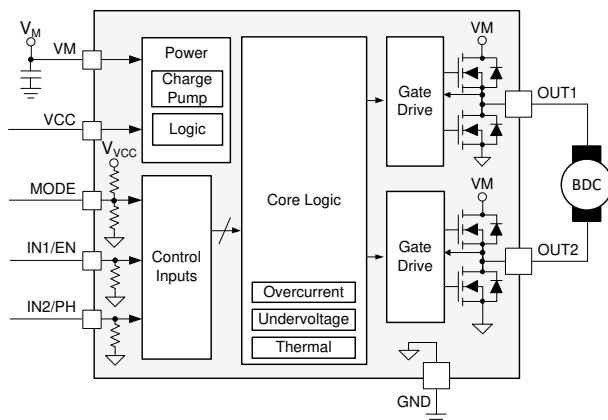 VM
VM
Power
Charge
Pump
Logic
VCC
VVCC
MODE
IN1/EN
IN2/PH
Control
Inputs
Core Logic
Overcurrent
Undervoltage
Thermal
VM
Gate
Drive
OUT1
BDC
VM
Gate
Drive
OUT2
GND